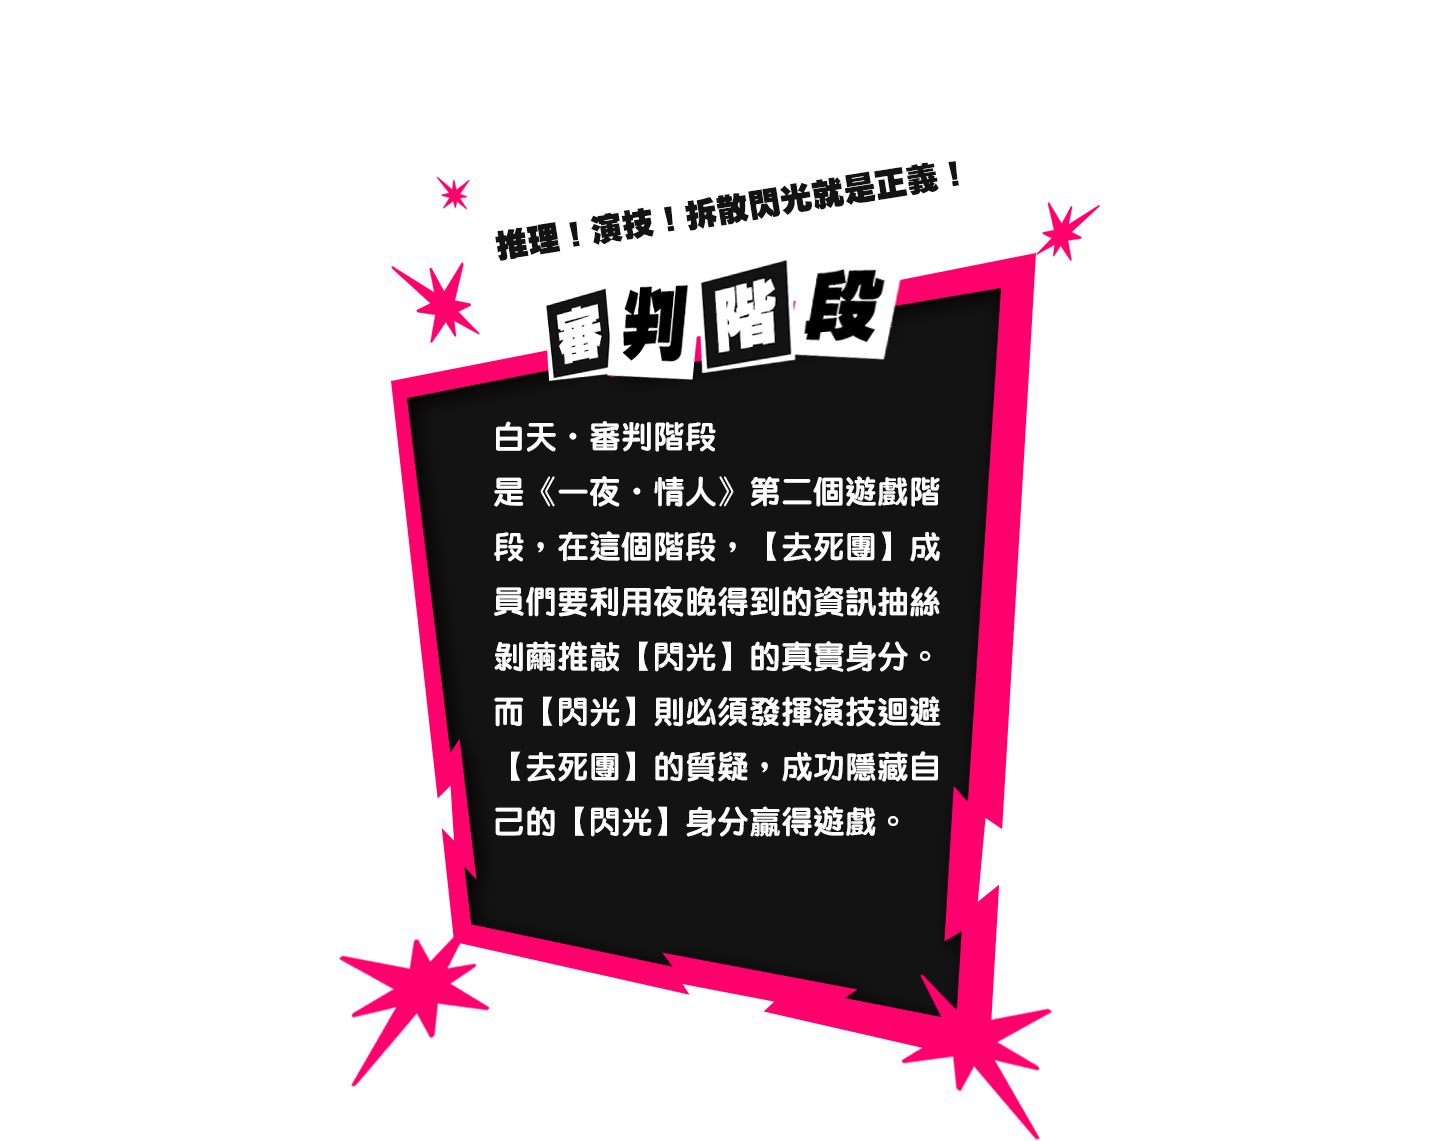 推理！演技！拆散閃光就是正義！
審判階段
白天・審判階段
是《一夜・情人》第二個遊戲階
段，在這個階段，【去死團】成
員們要利用夜晚得到的資訊抽絲
剝繭推敲【閃光】的真實身分。
而【閃光】則必須發揮演技迴避
【去死團】的質疑，成功隱藏自
己的【閃光】身分贏得遊戲。